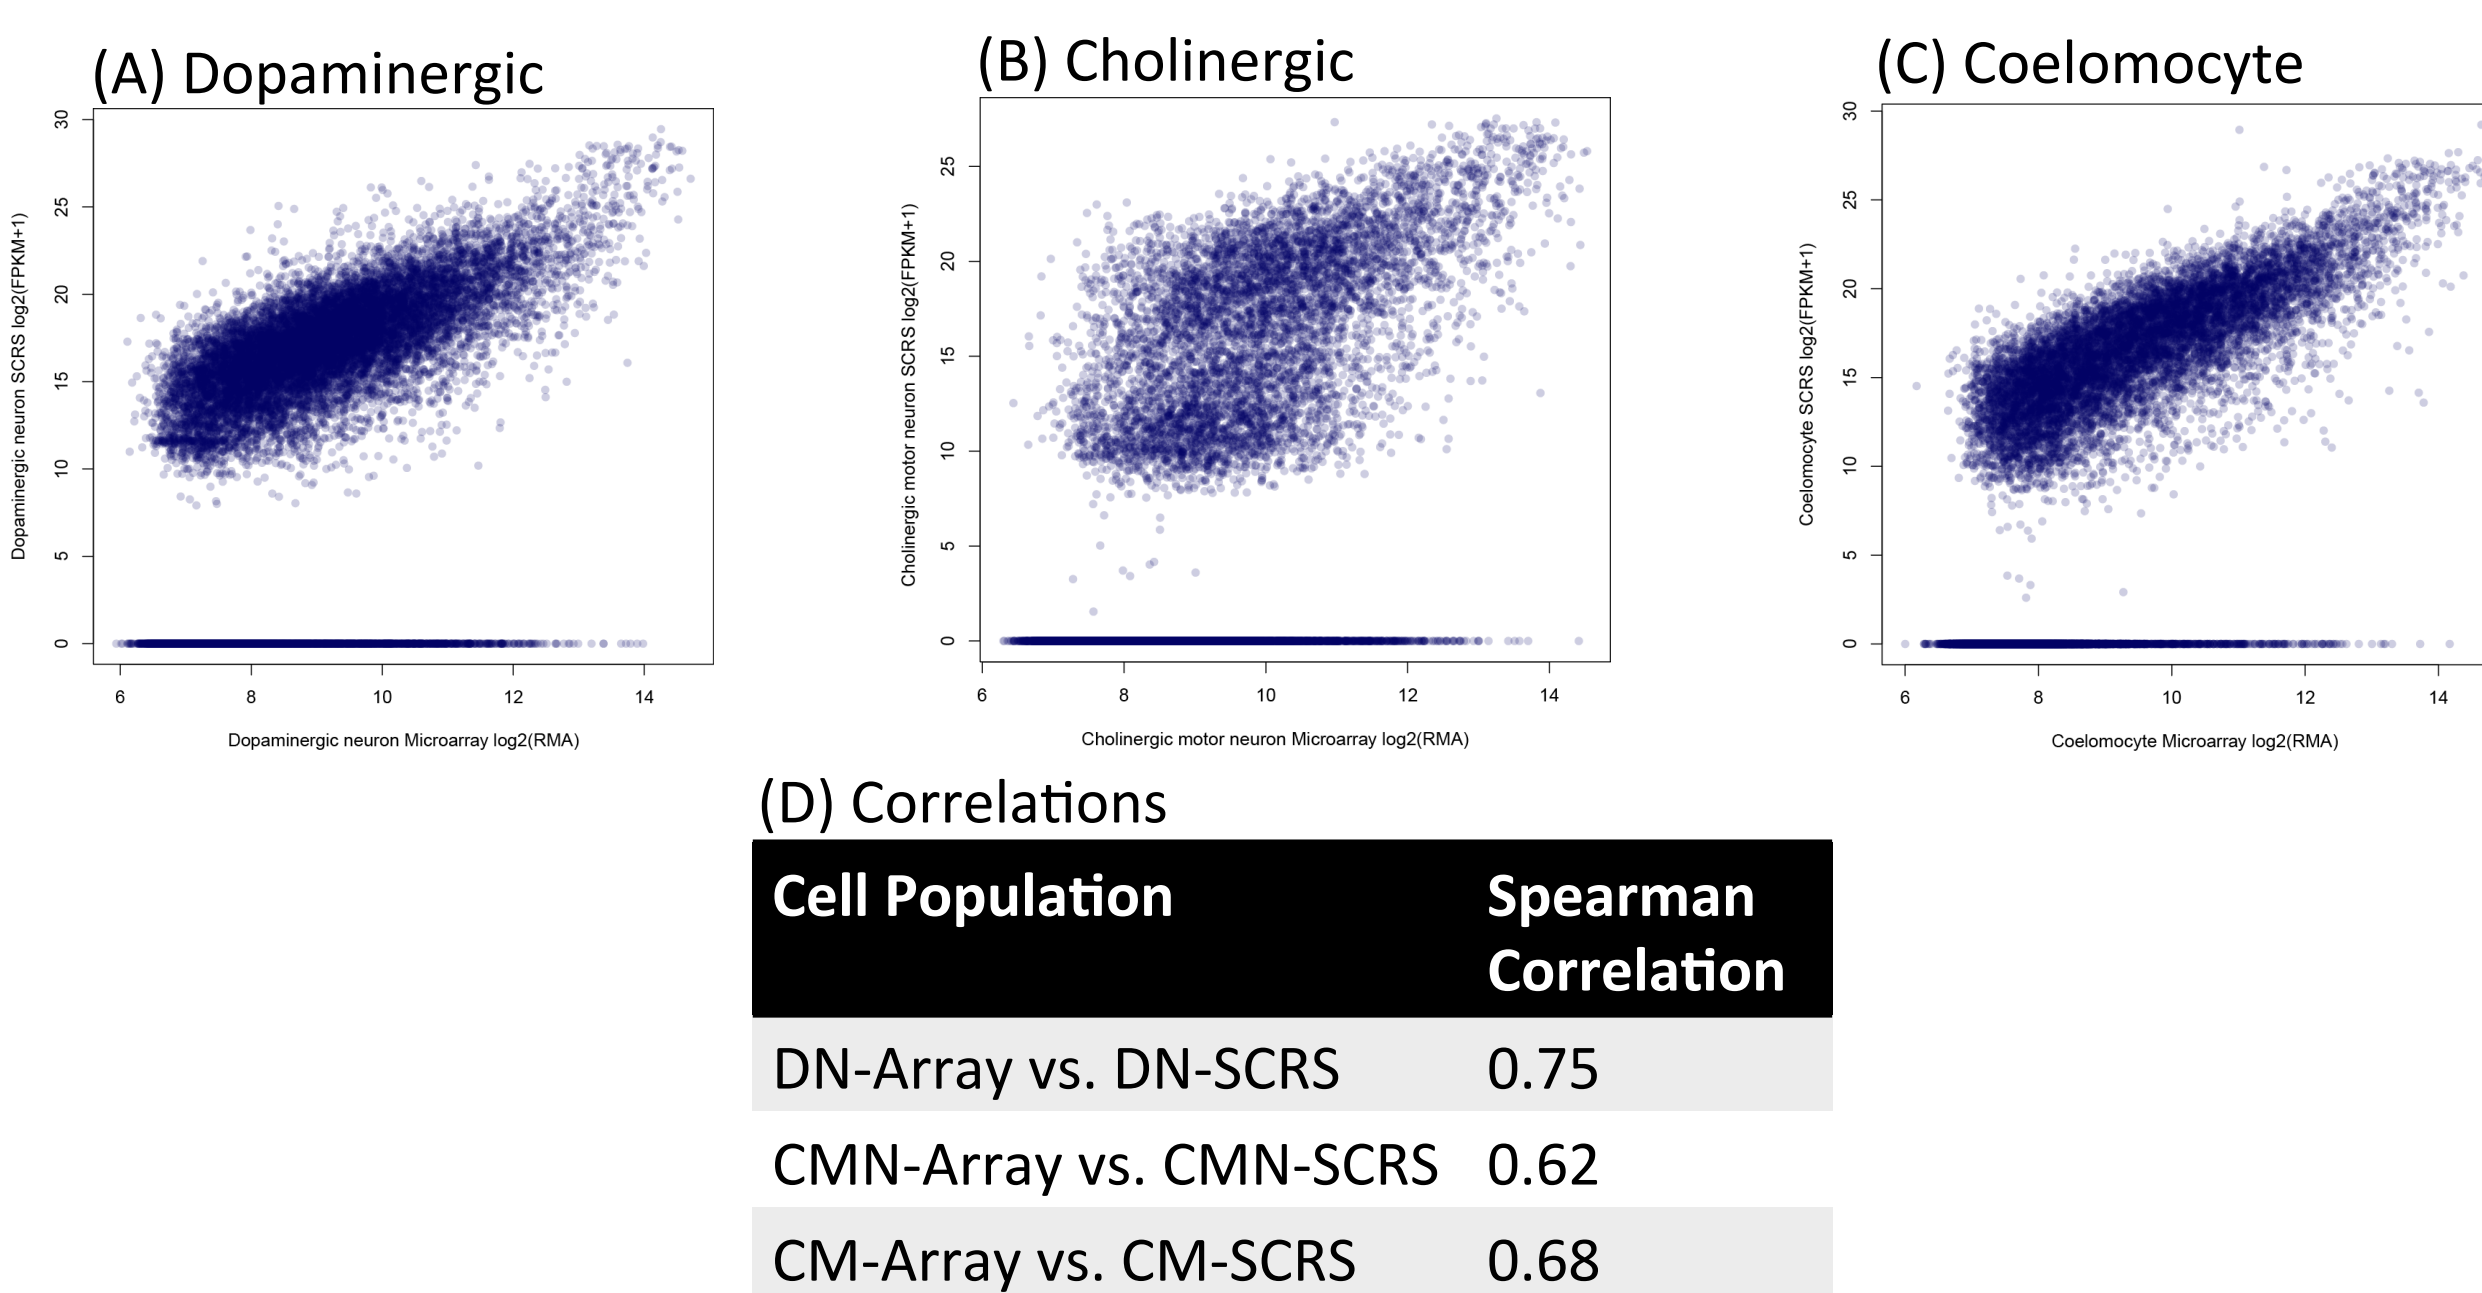 (A) Dopaminergic
30
25
20
15
10
5
0
Dopaminergic neuron SCRS log2(FPKM+1)
6 8 10 12 14
Dopaminergic neuron Microarray log2(RMA)
(B) Cholinergic
25
20
15
10
5
0
Cholinergic motor neuron SCRS log2(FPKM+1)
6 8 10 12 14
Cholinergic motor neuron Microarray log2(RMA)
(C) Coelomocyte
30
25
20
15
10
5
0
Coelomocyte SCRS log2(FPKM+1)
6 8 10 12 14
Coelomocyte Microarray log2(RMA)
(D) Correlations
Cell Population Spearman
Correlation
DN-Array vs. DN-SCRS 0.75
CMN-Array vs. CMN-SCRS 0.62
CM-Array vs. CM-SCRS 0.68